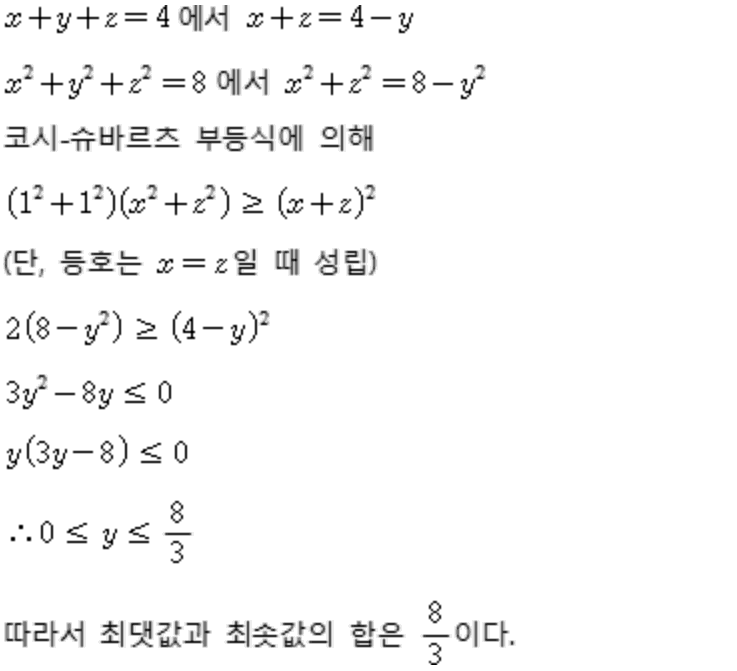 x+y+z=4에서 x+z=4-y
x²+y²+z²=8에서 x²+z²=8-y²
코시-슈바르츠 부등식에 의해
(1²+1²)(x²+z²) ≥ (x+z)²
(단, 등호는 x=z일 때 성립)
2(8-y²) ≥ (4-y)²
3y²-8y ≤ 0
y(3y-8) ≤ 0
∴0 ≤ y ≤ 8/3
따라서 최댓값과 최솟값의 합은 8/3이다.